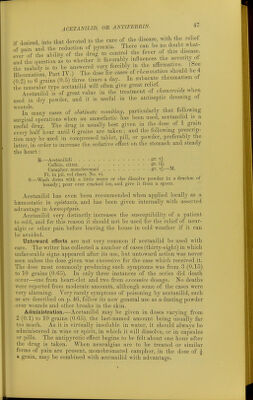 ACETANILID, OR ANTIFEBRIN. 47
if desired, into that devoted to the cure of the disease, with the relief
of pain and the reduction of pyrexia. There can be no doubt what-
ever of the ability of the drug to control the fever of this disease,
and the question as to whether it favorably influences the severity of
the malady is to be answered very forcibly in the affirmative. (See
Rheumatism, Part IV.) The dose for cases of rheumatism should be 4
(0.2) to 6 grains (0.3) three times a day. In subacute rheumatism of
the muscular type acetanilid will often give great relief.
Acetanilid is of great value in the treatment of chancroids when
used in dry powder, and it is useful in the antiseptic dressing of
wounds.
In many cases of obstinate vomiting, particularly that following
surgical operations when an anæsthetic has been used, acetanilid is a
useful drug. The drug is usually best given in the dose of 1 grain
every half hour until 6 grains are taken; and the following prescrip-
tion may be used in compressed tablet, pill, or powder, preferably the
latter, in order to increase the sedative effect on the stomach and steady
the heart:
Acetanilidi
Caffein. citrat.
Camphor. monobromat.
Ft. in pil. vel chart. No. vi.
S.—Wash down with a little water or else dissolve powder in a drachm of
brandy; pour over cracked ice, and give it from a spoon.
Acetanilid has even been recommended when applied locally as a
hæmostatic in epistaxis, and has been given internally with asserted
advantage in hæmoptysis.
Acetanilid very distinctly increases the susceptibility of a patient
to cold, and for this reason it should not be used for the relief of neur-
algic or other pain before leaving the house in cold weather if it can
be avoided.
Untoward effects are not very common if acetanilid be used with
care. The writer has collected a number of cases (thirty-eight) in which
unfavorable signs appeared after its use, but untoward action was never
seen unless the dose given was excessive for the case which received it.
The dose most commonly producing such symptoms was from 3 (0.15)
to 10 grains (0.65). In only three instances of the series did death
occur—one from heart-clot and two from excessive dosage. No deaths
were reported from moderate amounts, although some of the cases were
very alarming. Very rarely symptoms of poisoning by acetanilid, such
as are described on p. 46, follow its now general use as a dusting powder
over wounds and other breaks in the skin.
Administration.—Acetanilid may be given in doses varying from
2 (0.1) to 10 grains (0.65), the last-named amount being usually far
too much. As it is virtually insoluble in water, it should always be
administered in wine or spirit, in which it will dissolve, or in capsules
or pills. The antipyretic effect begins to be felt about one hour after
the drug is taken. When neuralgias are to be treated or similar
forms of pain are present, monobromated camphor, in the dose of
a grain, may be combined with acetanilid with advantage.